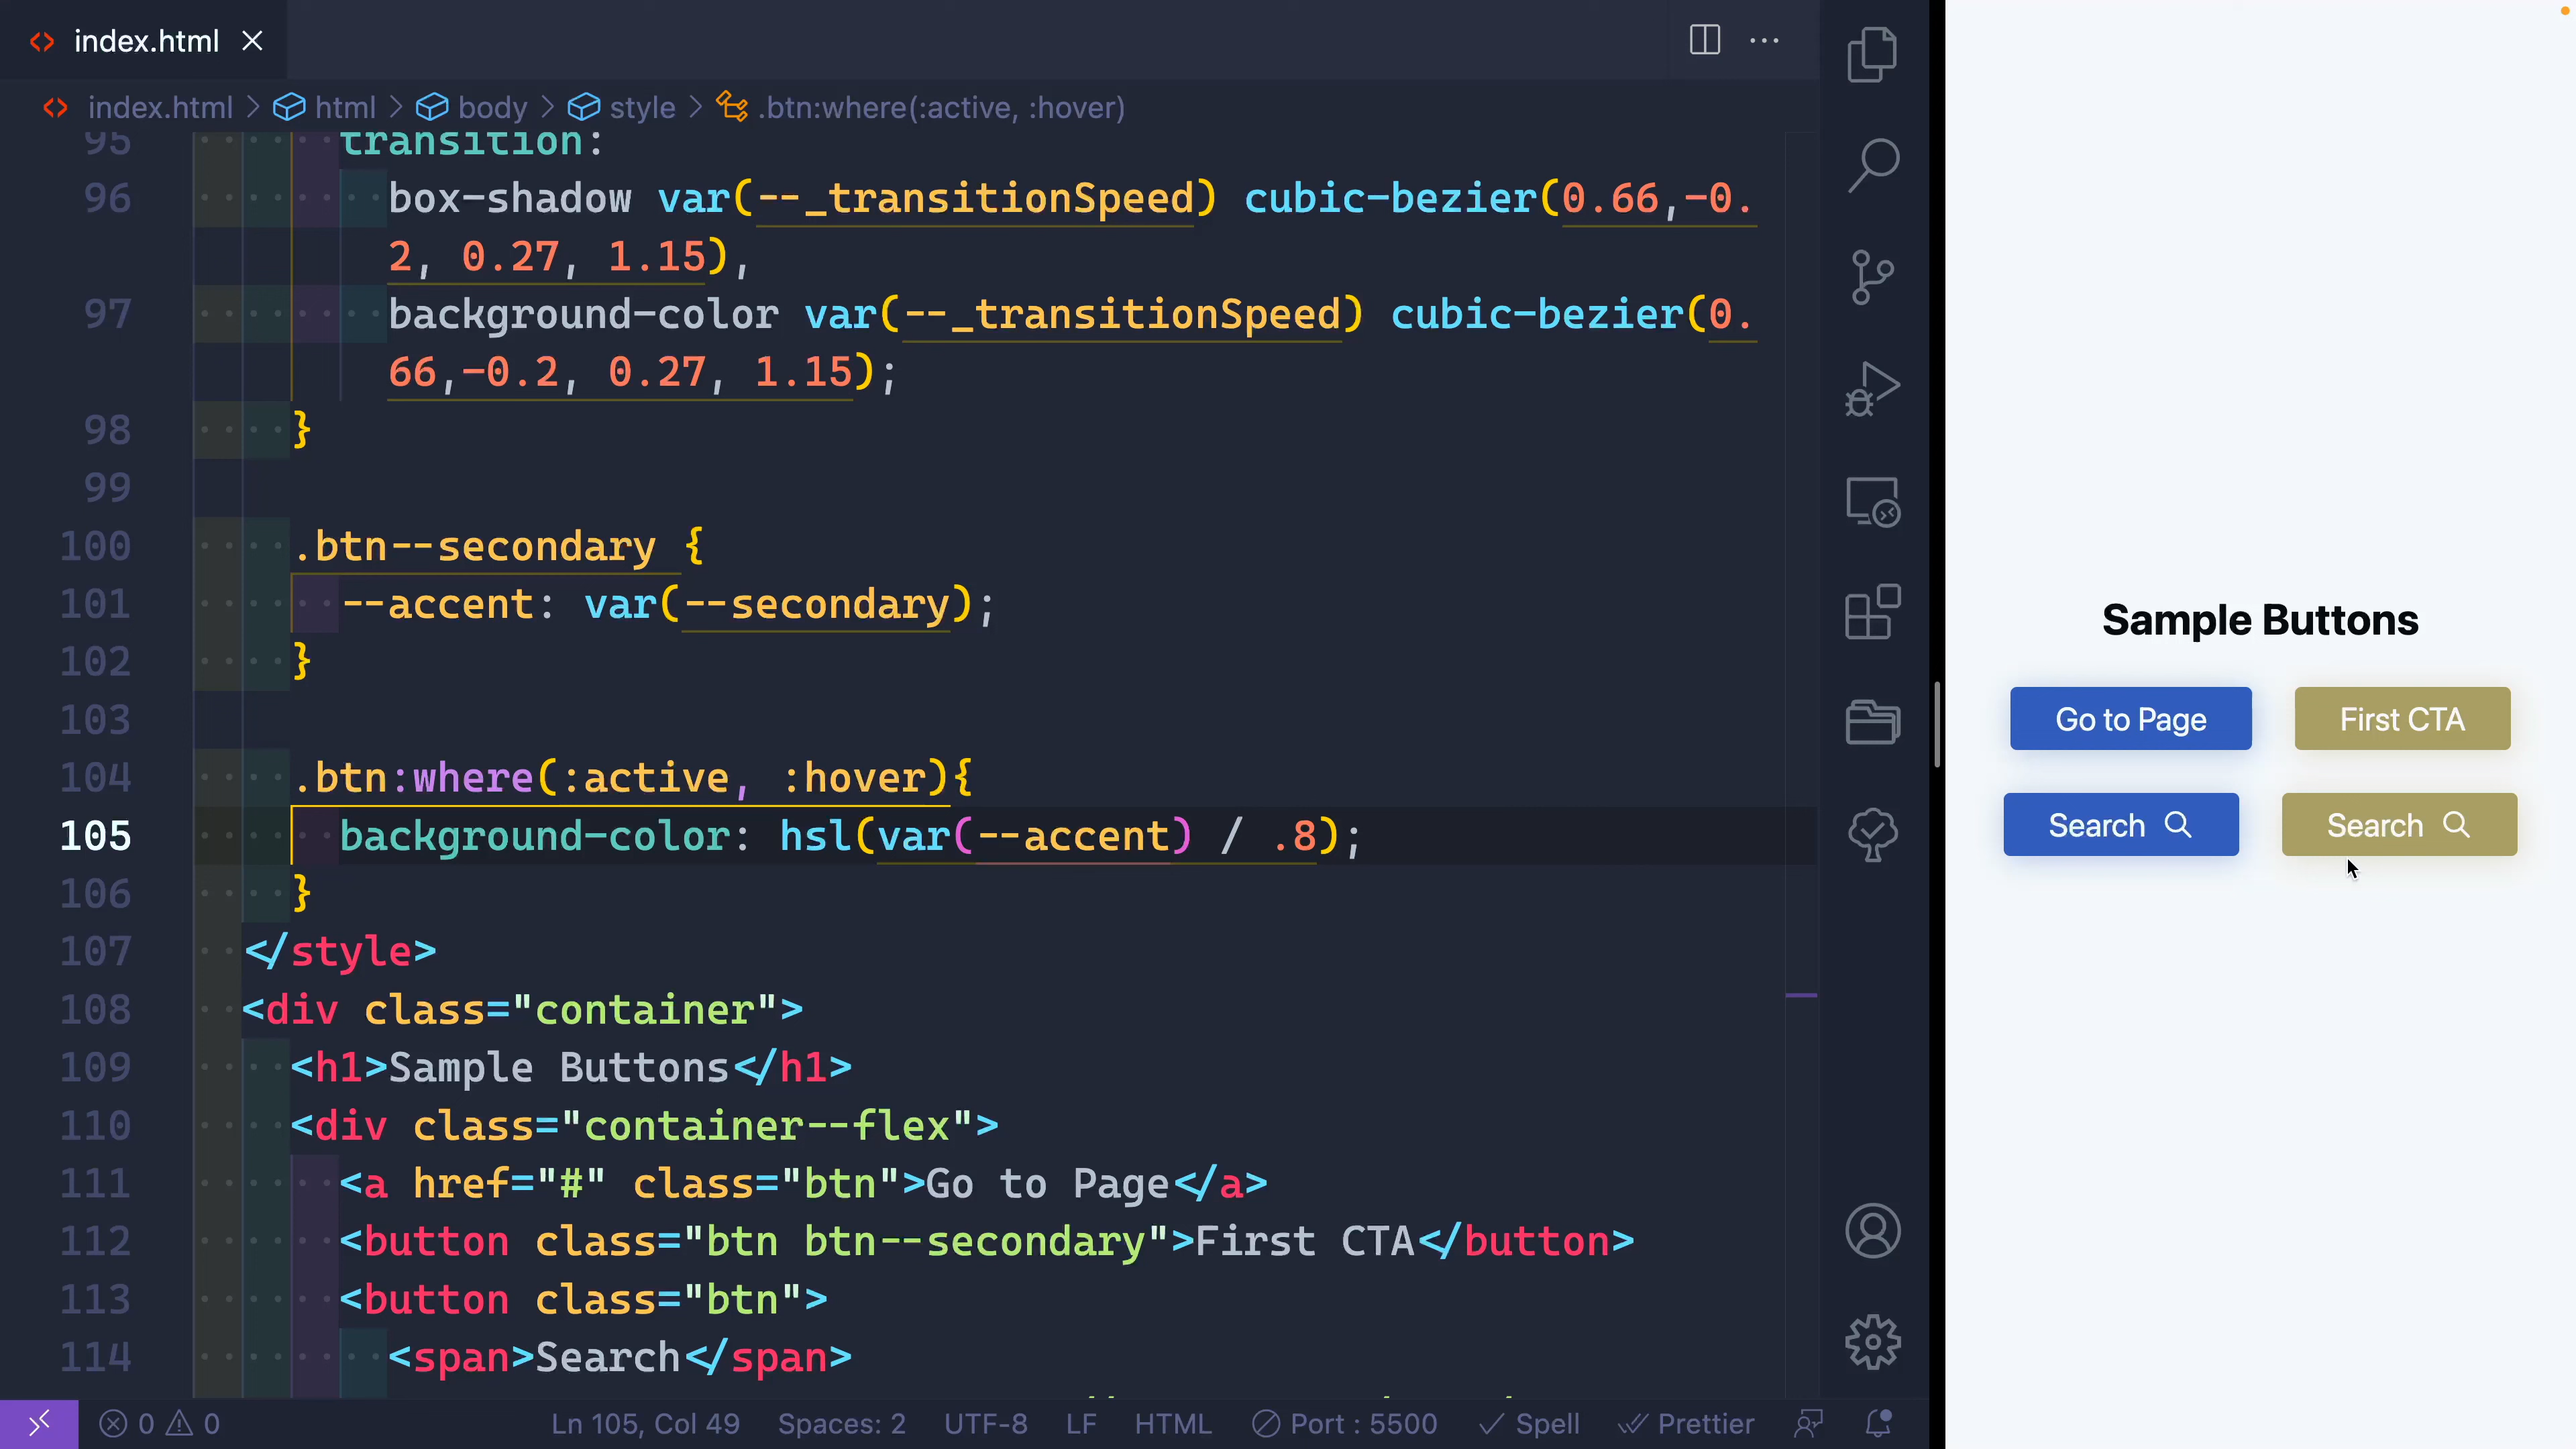 index.html
index.html > html > body > style > .btn:where(:active, :hover)
95 transition:
96 box-shadow var(--_transitionSpeed) cubic-bezier(0.66,-0.
2, 0.27, 1.15),
97 background-color var(--_transitionSpeed) cubic-bezier(0.
66,-0.2, 0.27, 1.15);
98 }
99
100 .btn--secondary {
101 --accent: var(--secondary);
102 }
103
104 .btn:where(:active, :hover){
105 background-color: hsl(var(--accent) / .8);
106 }
107 </style>
108 <div class="container">
109 <h1>Sample Buttons</h1>
110 <div class="container--flex">
111 <a href="#" class="btn">Go to Page</a>
112 <button class="btn btn--secondary">First CTA</button>
113 <button class="btn">
114 <span>Search</span>
0 0 Ln 105, Col 49 Spaces: 2 UTF-8 LF HTML Port : 5500 Spell Prettier
Sample Buttons
Go to Page First CTA
Search Search